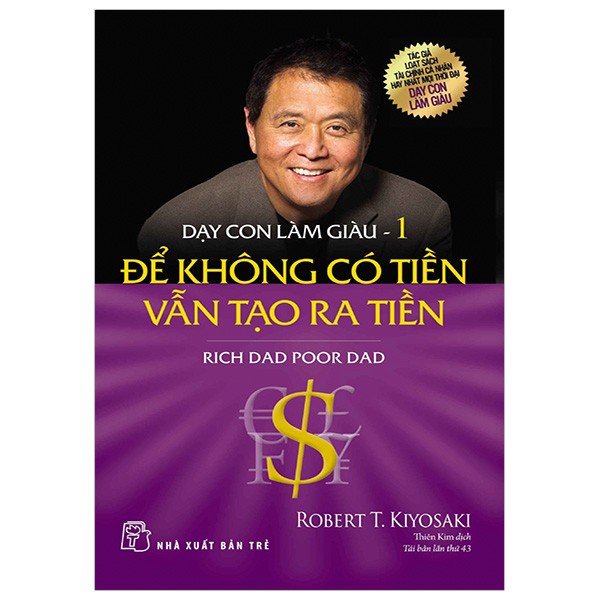 TÁC GIẢ
LOẠT SÁCH
TÀI CHÍNH CÁ NHÂN
HAY NHẤT MỌI THỜI ĐẠI
DẠY CON
LÀM GIÀU
DẠY CON LÀM GIÀU - 1
ĐỂ KHÔNG CÓ TIỀN
VẪN TẠO RA TIỀN
RICH DAD POOR DAD
€ £
$
F ¥
ROBERT T. KIYOSAKI
Thiên Kim dịch
Tái bản lần thứ 43
NHÀ XUẤT BẢN TRẺ